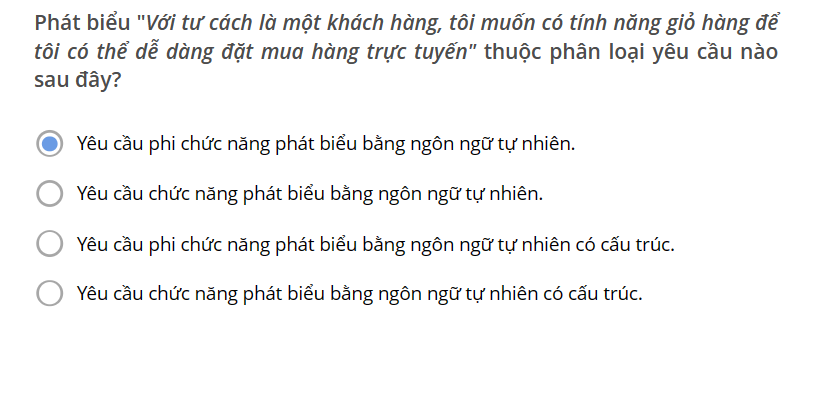 Phát biểu "Với tư cách là một khách hàng, tôi muốn có tính năng giỏ hàng để
tôi có thể dễ dàng đặt mua hàng trực tuyến" thuộc phân loại yêu cầu nào
sau đây?
Yêu cầu phi chức năng phát biểu bằng ngôn ngữ tự nhiên.
Yêu cầu chức năng phát biểu bằng ngôn ngữ tự nhiên.
Yêu cầu phi chức năng phát biểu bằng ngôn ngữ tự nhiên có cấu trúc.
Yêu cầu chức năng phát biểu bằng ngôn ngữ tự nhiên có cấu trúc.